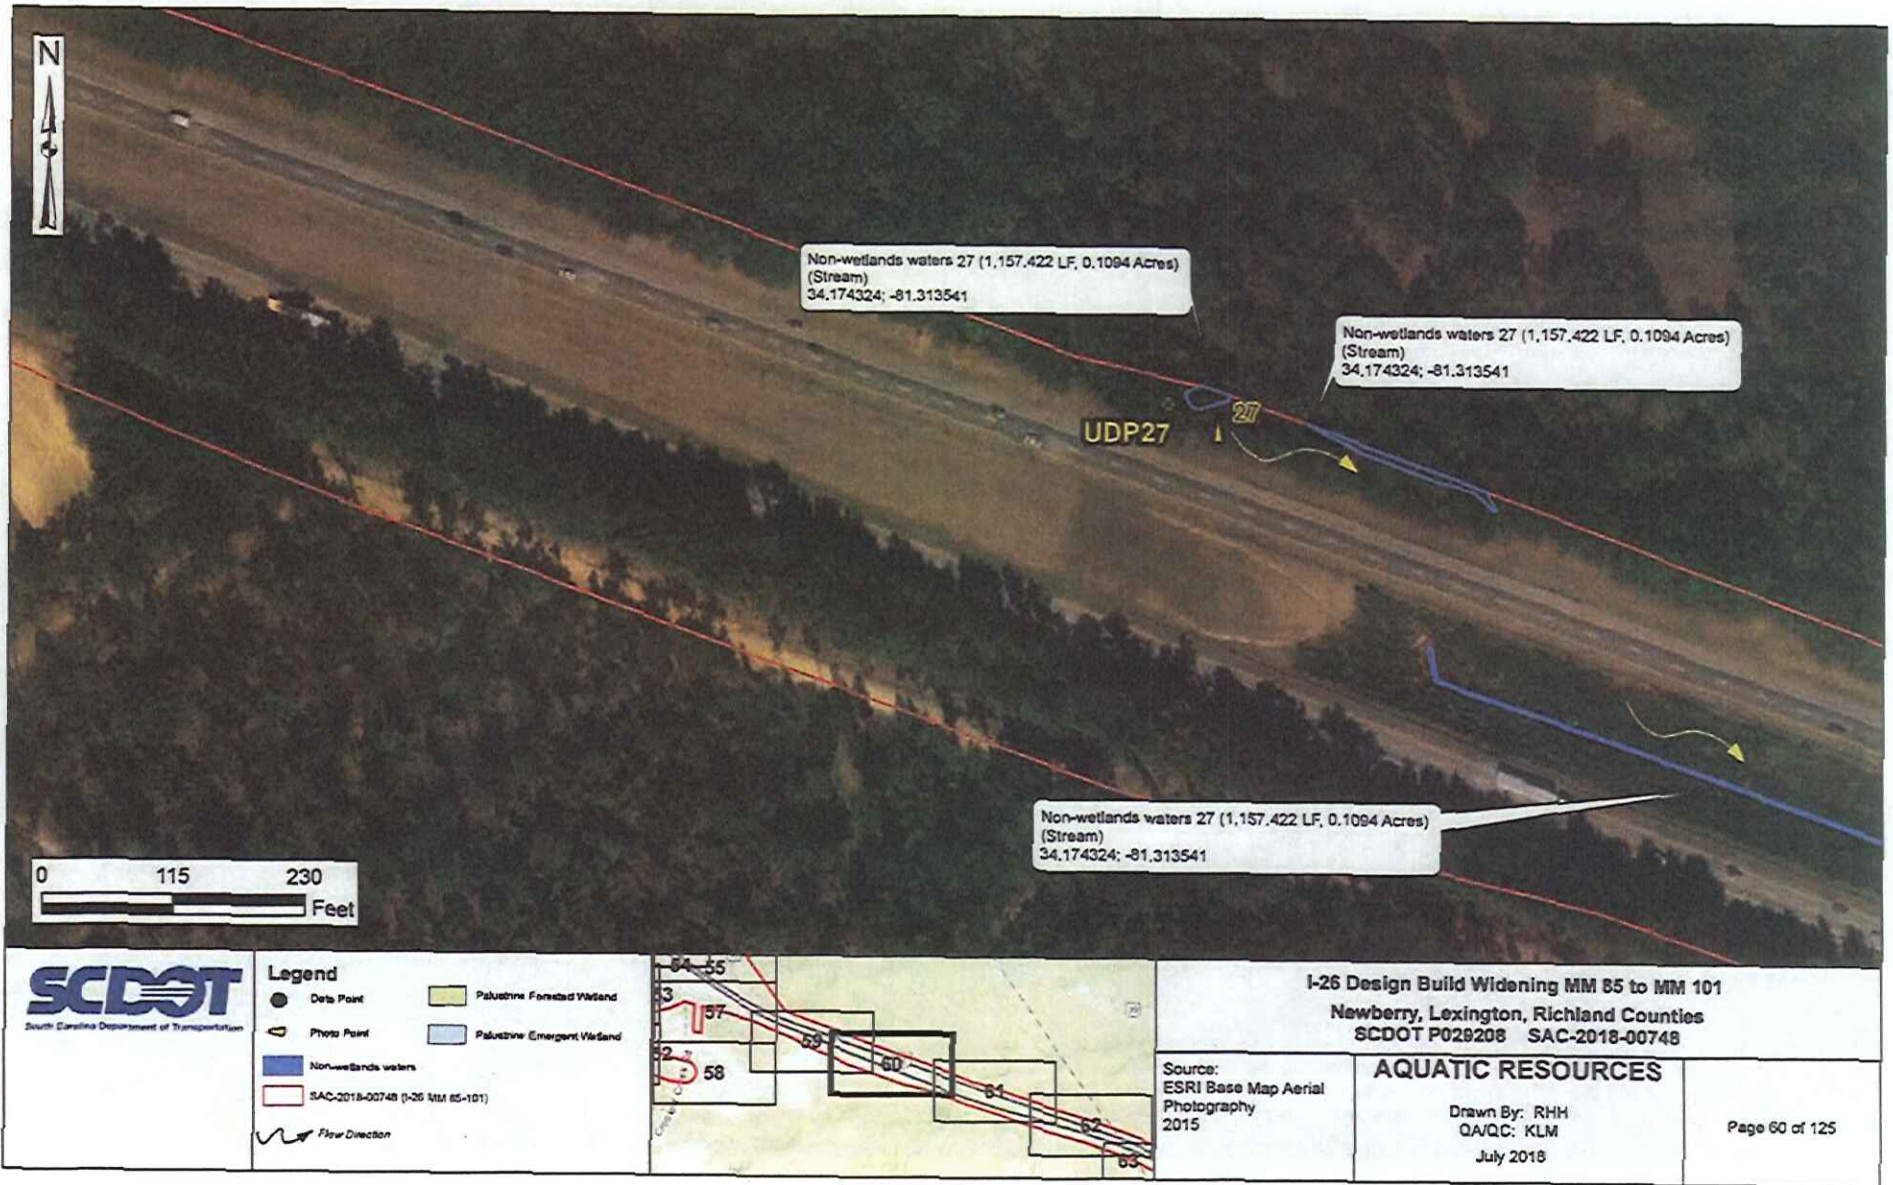 N
Non-wetlands waters 27 (1,157.422 LF, 0.1094 Acres)
(Stream)
34.174324; -81.313541
Non-wetlands waters 27 (1,157.422 LF, 0.1094 Acres)
(Stream)
34.174324; -81.313541
27
UDP27
Non-wetlands waters 27 (1,157.422 LF, 0.1094 Acres)
(Stream)
34.174324; -81.313541
0 115 230
Feet
SCDOT
South Carolina Department of Transportation
Legend
Data Point
Photo Point
Non-wetlands waters
SAC-2018-00748 (I-26 MM 85-101)
Flow Direction
Palustrine Forested Wetland
Palustrine Emergent Wetland
54 55
57
58
59
60
61
62
63
I-26 Design Build Widening MM 85 to MM 101
Newberry, Lexington, Richland Counties
SCDOT P029208 SAC-2018-00748
Source:
ESRI Base Map Aerial
Photography
2015
AQUATIC RESOURCES
Drawn By: RHH
QA/QC: KLM
July 2018
Page 60 of 125